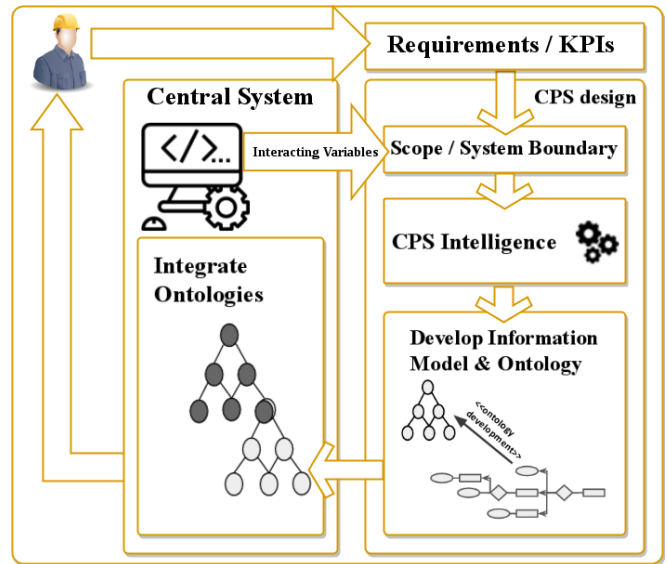 Requirements / KPIs
Central System
CPS design
</>...
Interacting Variables
Scope / System Boundary
CPS Intelligence
Integrate
Ontologies
Develop Information
Model & Ontology
<<ontology
development>>